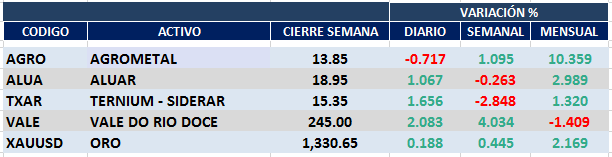 VARIACIÓN %
CODIGO ACTIVO CIERRE SEMANA DIARIO SEMANAL MENSUAL
AGRO AGROMETAL 13.85 -0.717 1.095 10.359
ALUA ALUAR 18.95 1.067 -0.263 2.989
TXAR TERNIUM - SIDERAR 15.35 1.656 -2.848 1.320
VALE VALE DO RIO DOCE 245.00 2.083 4.034 -1.409
XAUUSD ORO 1,330.65 0.188 0.445 2.169